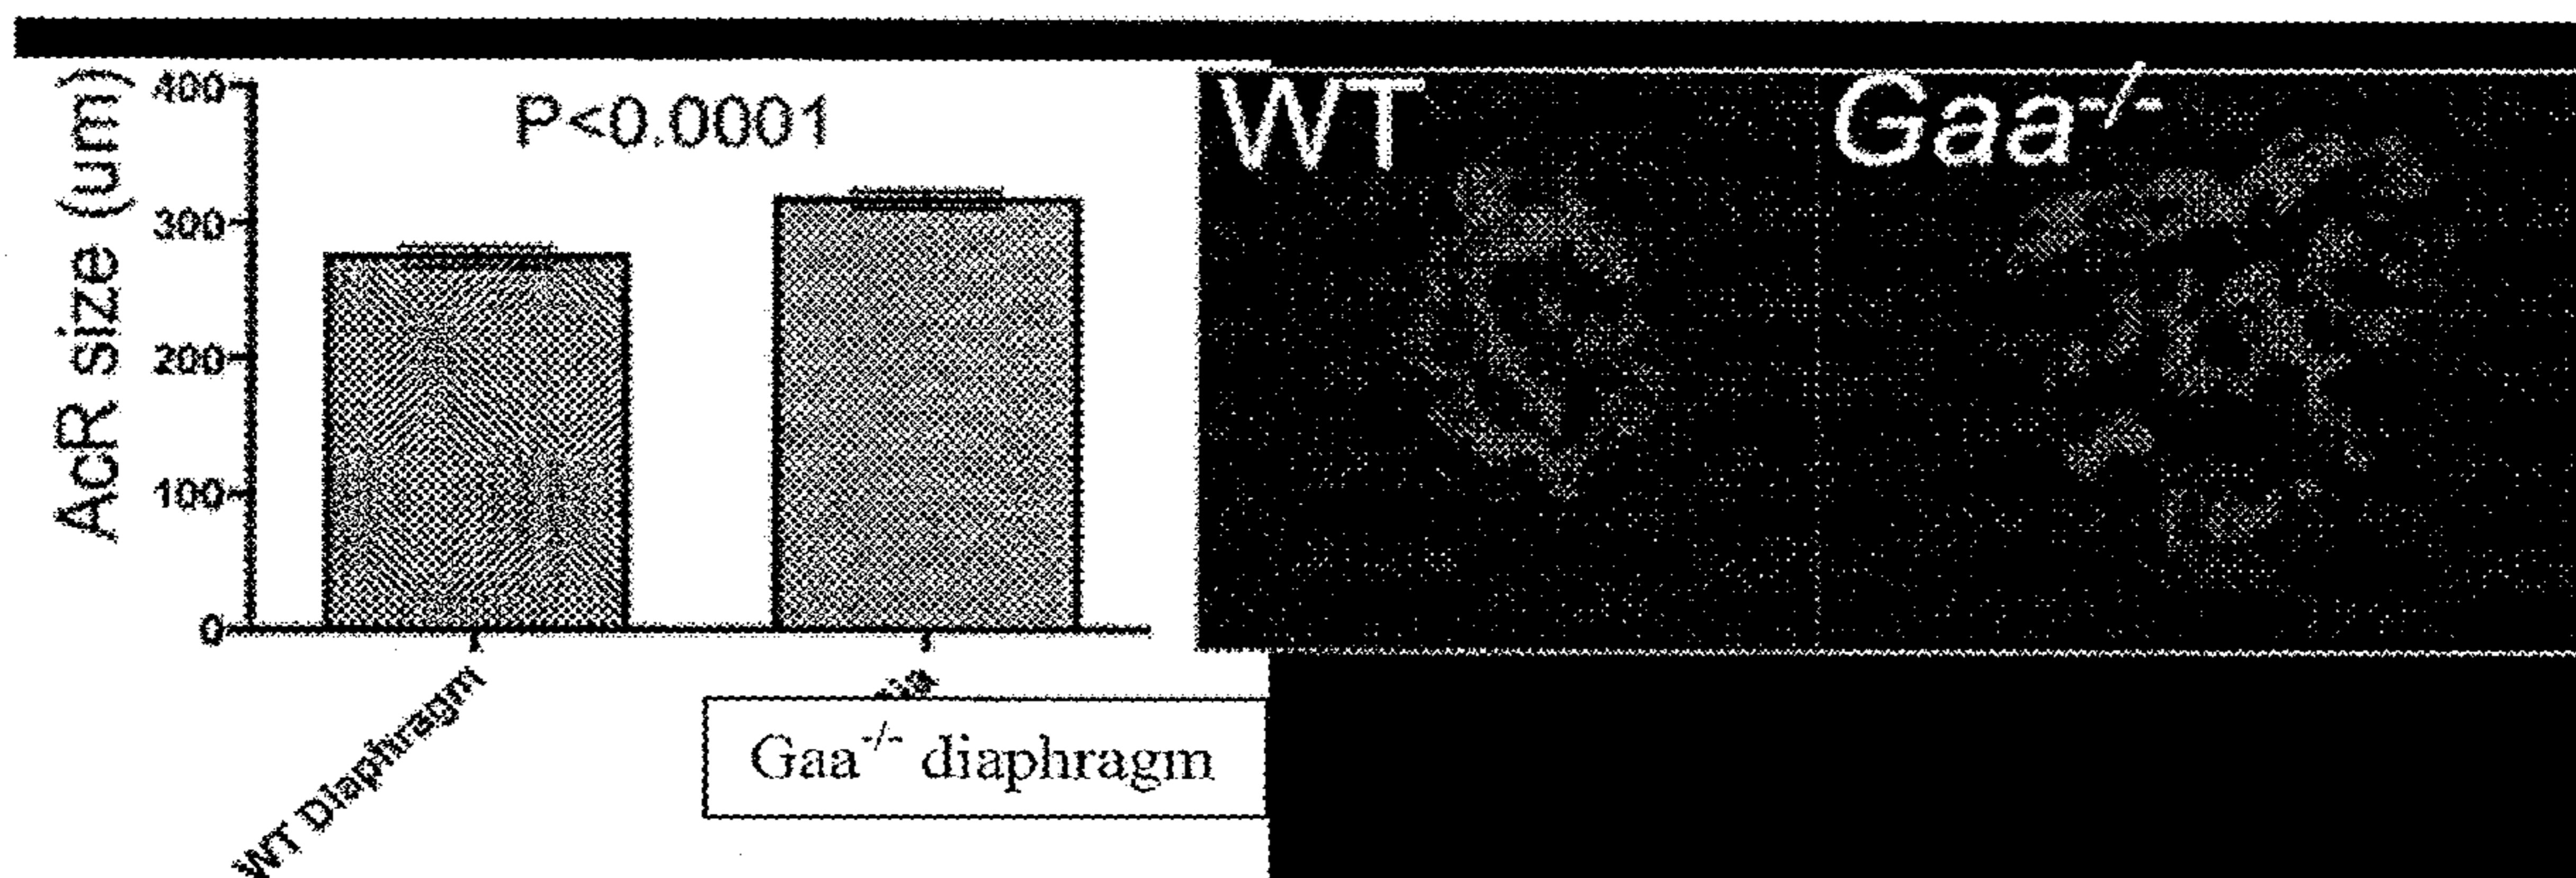 AcR size (um)
400
300
200
100
0
P<0.0001
WT Diaphragm
Gaa-/- diaphragm
WT
Gaa-/-